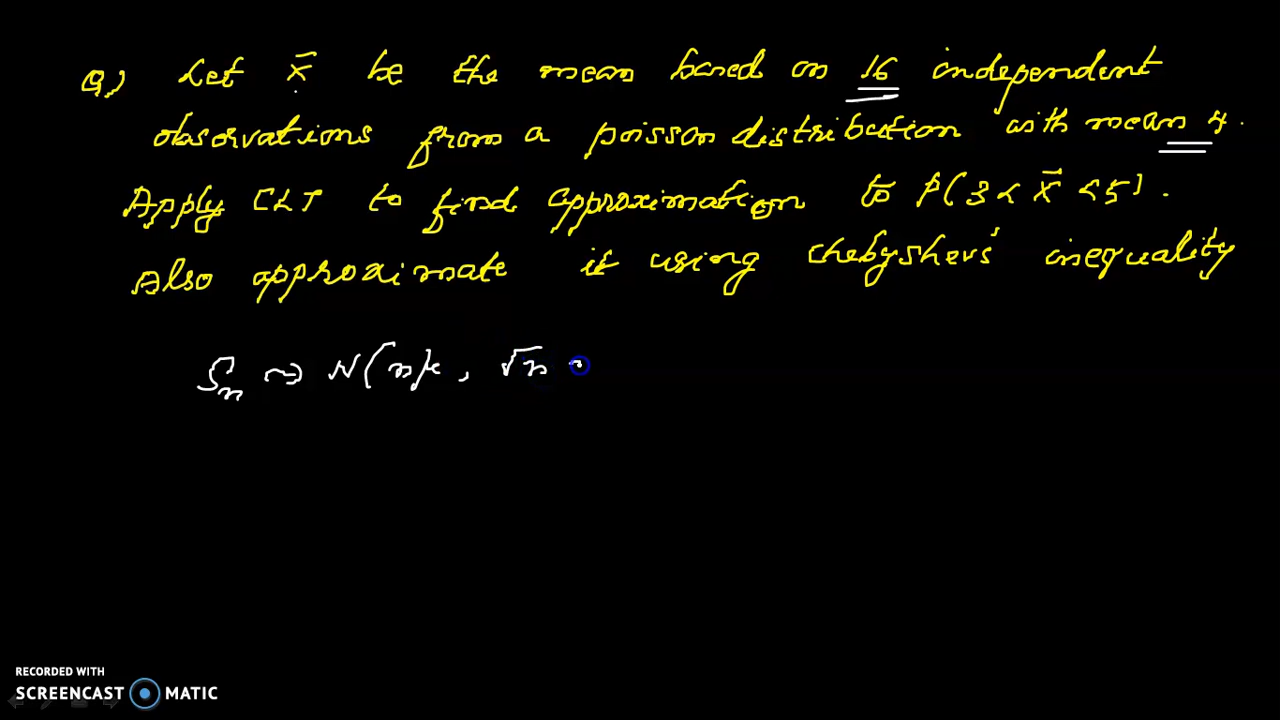 Q) Let X̄ be the mean based on 16 independent
observations from a poisson distribution with mean 4.
Apply CLT to find approximation to P(3 < X̄ < 5).
Also approximate it using chebyshev's inequality
Sₙ → N(nμ, √n
RECORDED WITH
SCREENCAST MATIC